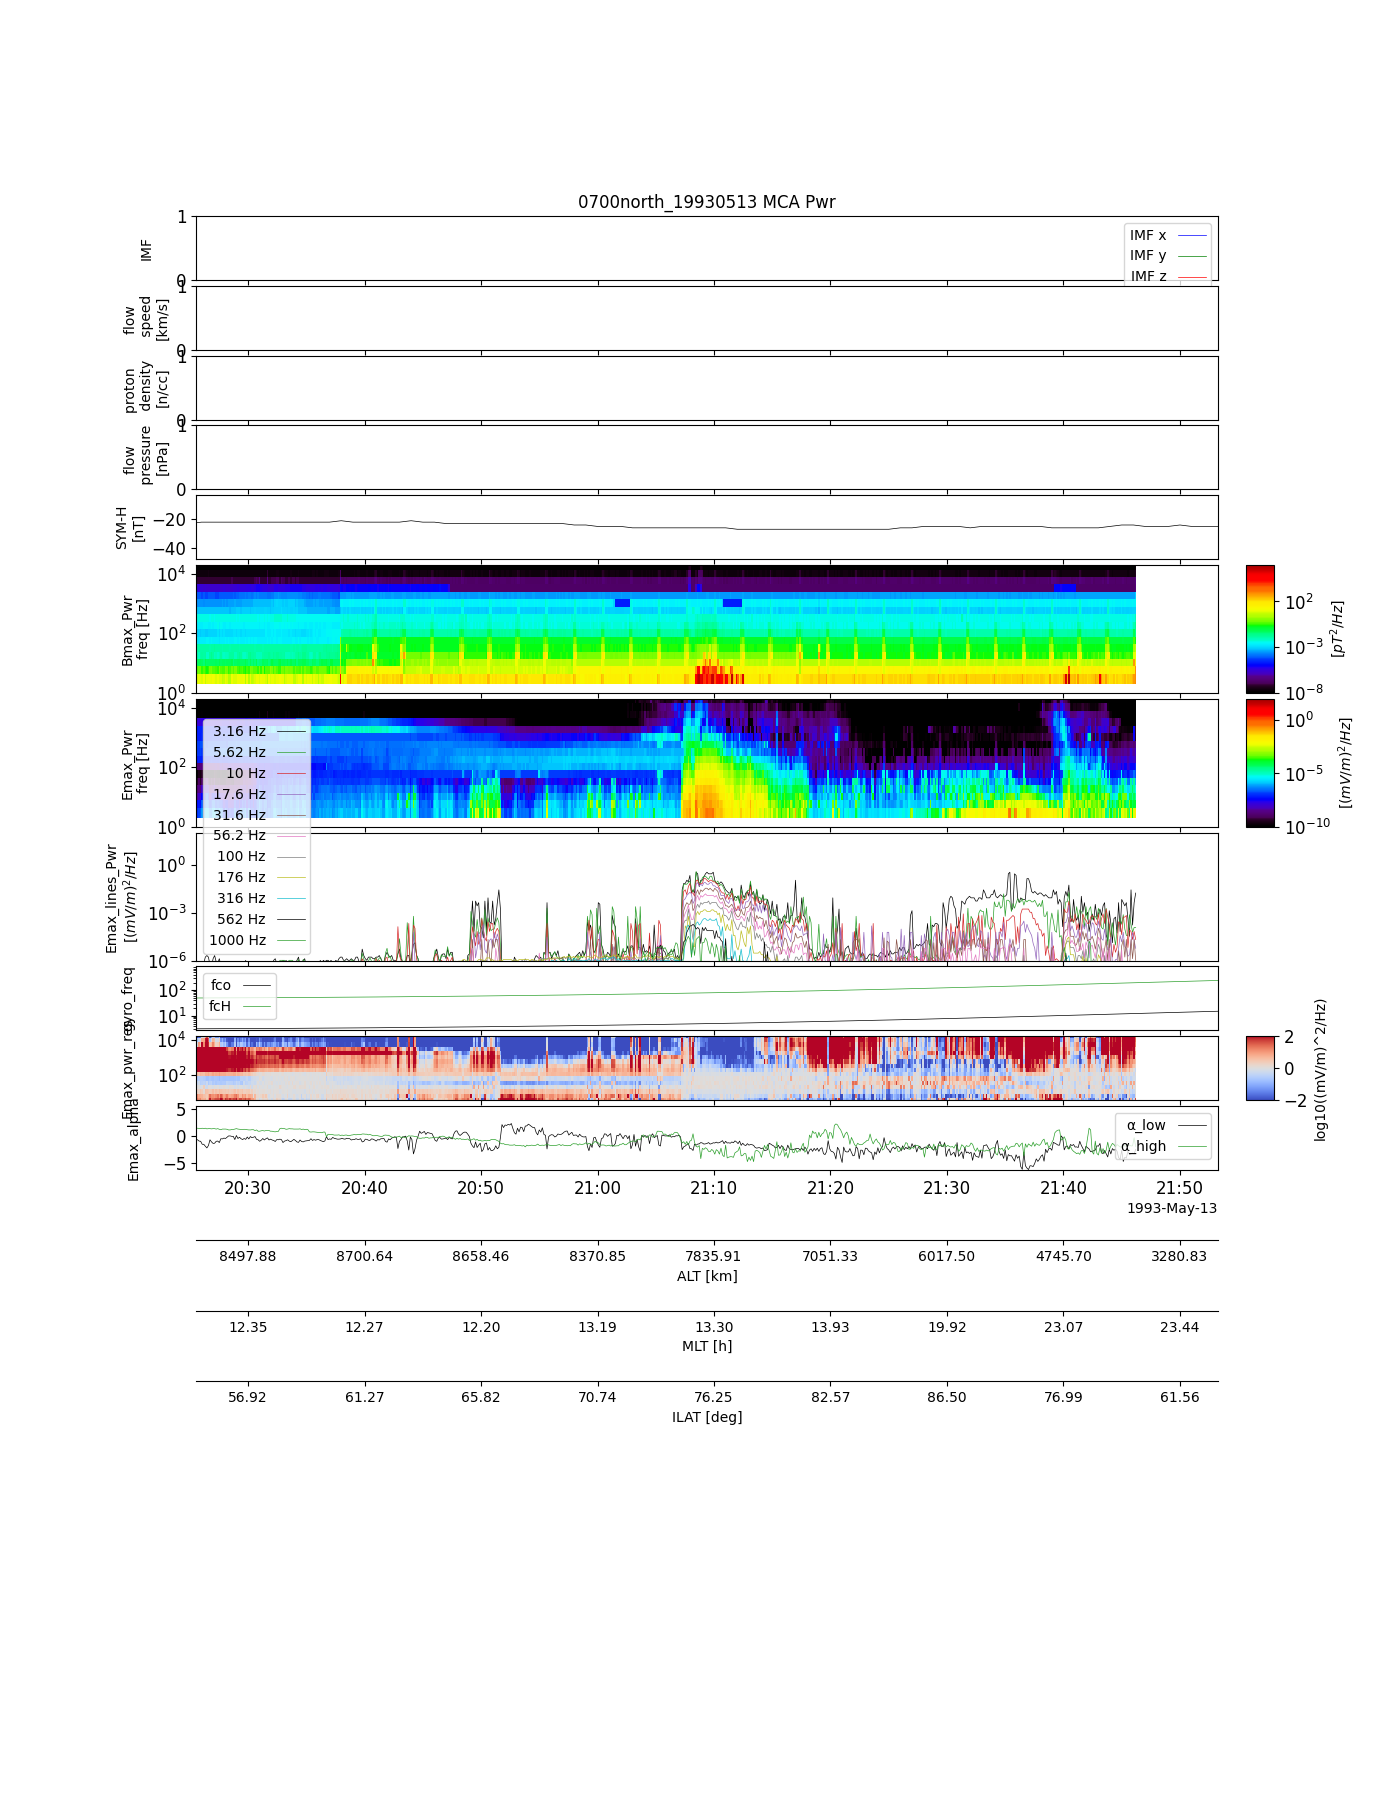 0700north_19930513 MCA Pwr
1
IMF
0
IMF x
IMF y
IMF z
1
flow
speed
[km/s]
0
1
proton
density
[n/cc]
0
1
flow
pressure
[nPa]
0
SYM-H
[nT]
−20
−40
Bmax_Pwr
freq [Hz]
10^4
10^2
10^0
10^2
10^-3
10^-8
[pT^2/Hz]
Emax_Pwr
freq [Hz]
10^4
10^2
10^0
10^0
10^-5
10^-10
[(mV/m)^2/Hz]
3.16 Hz
5.62 Hz
10 Hz
17.6 Hz
31.6 Hz
56.2 Hz
100 Hz
176 Hz
316 Hz
562 Hz
1000 Hz
Emax_lines_Pwr
[(mV/m)^2/Hz]
10^0
10^-3
10^-6
gyro_freq
10^2
10^1
fco
fcH
Emax_pwr_res
10^4
10^2
2
0
−2
log10((mV/m)^2/Hz)
Emax_alpha
5
0
−5
α_low
α_high
20:30 20:40 20:50 21:00 21:10 21:20 21:30 21:40 21:50
1993-May-13
8497.88 8700.64 8658.46 8370.85 7835.91 7051.33 6017.50 4745.70 3280.83
ALT [km]
12.35 12.27 12.20 13.19 13.30 13.93 19.92 23.07 23.44
MLT [h]
56.92 61.27 65.82 70.74 76.25 82.57 86.50 76.99 61.56
ILAT [deg]